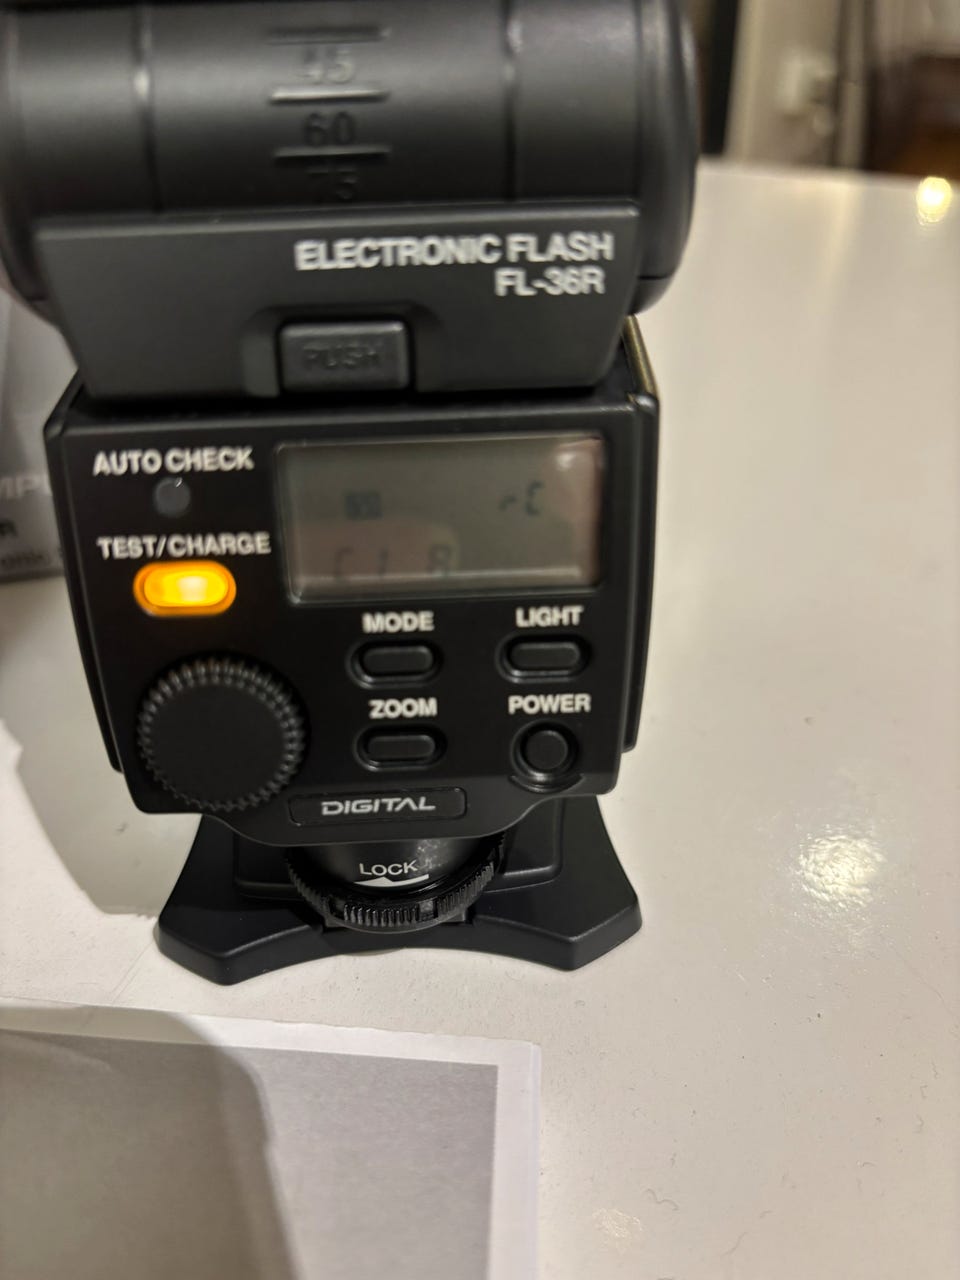 45
60
75
ELECTRONIC FLASH
FL-36R
PUSH
AUTO CHECK
TEST/CHARGE
MODE
LIGHT
ZOOM
POWER
DIGITAL
LOCK